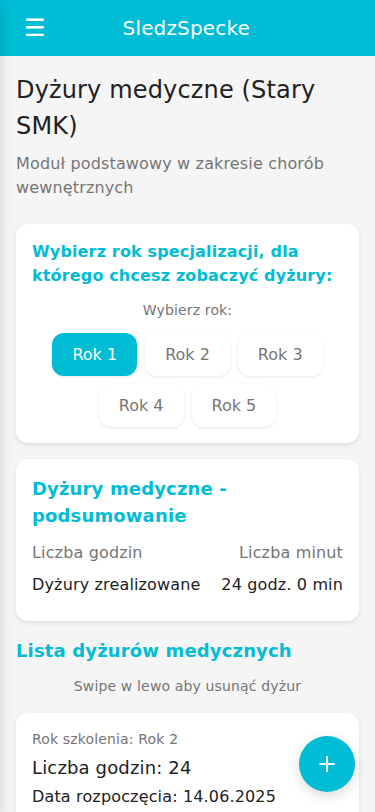 SledzSpecke
Dyżury medyczne (Stary
SMK)
Moduł podstawowy w zakresie chorób
wewnętrznych
Wybierz rok specjalizacji, dla
którego chcesz zobaczyć dyżury:
Wybierz rok:
Rok 1 Rok 2 Rok 3
Rok 4 Rok 5
Dyżury medyczne -
podsumowanie
Liczba godzin Liczba minut
Dyżury zrealizowane 24 godz. 0 min
Lista dyżurów medycznych
Swipe w lewo aby usunąć dyżur
Rok szkolenia: Rok 2
Liczba godzin: 24
Data rozpoczęcia: 14.06.2025